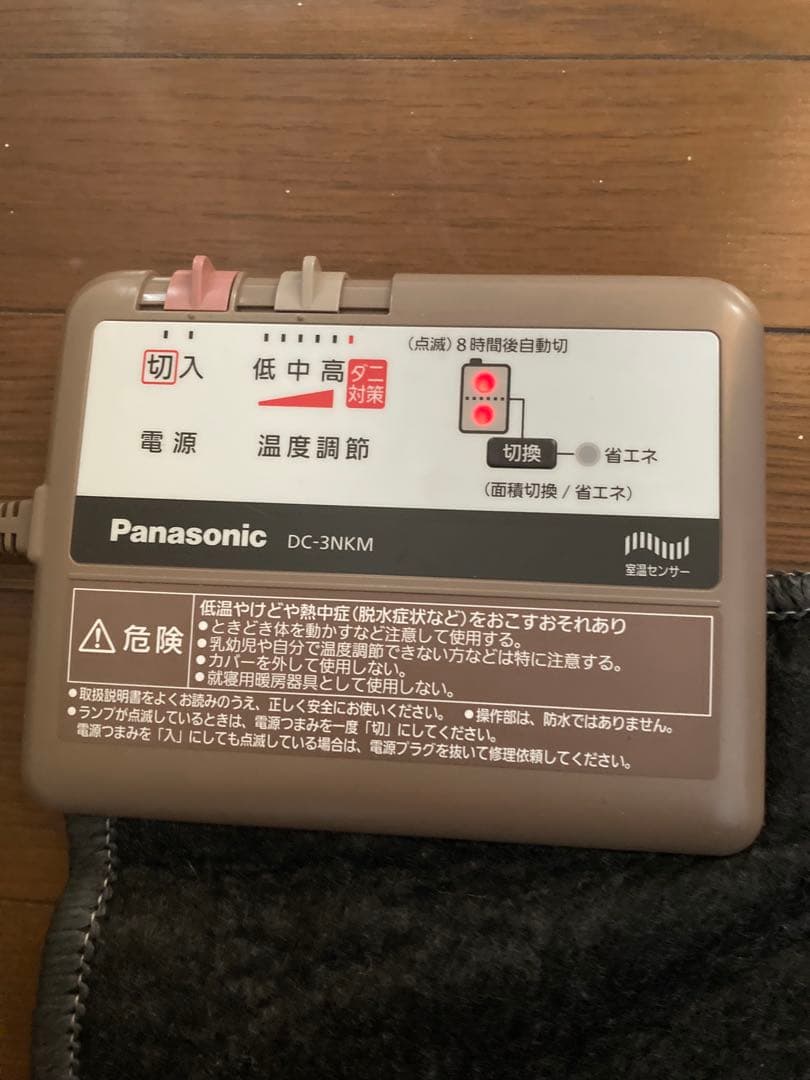 (点滅)8時間後自動切
切 入
低 中 高 ダニ対策
電源
温度調節
切換 省エネ
(面積切換/省エネ)
Panasonic DC-3NKM
室温センサー
危険
低温やけどや熱中症(脱水症状など)をおこすおそれあり
●ときどき体を動かすなど注意して使用する。
●乳幼児や自分で温度調節できない方などは特に注意する。
●カバーを外して使用しない。
●就寝用暖房器具として使用しない。
●取扱説明書をよくお読みのうえ、正しく安全にお使いください。 ●操作部は、防水ではありません。
●ランプが点滅しているときは、電源つまみを一度「切」にしてください。
電源つまみを「入」にしても点滅している場合は、電源プラグを抜いて修理依頼してください。